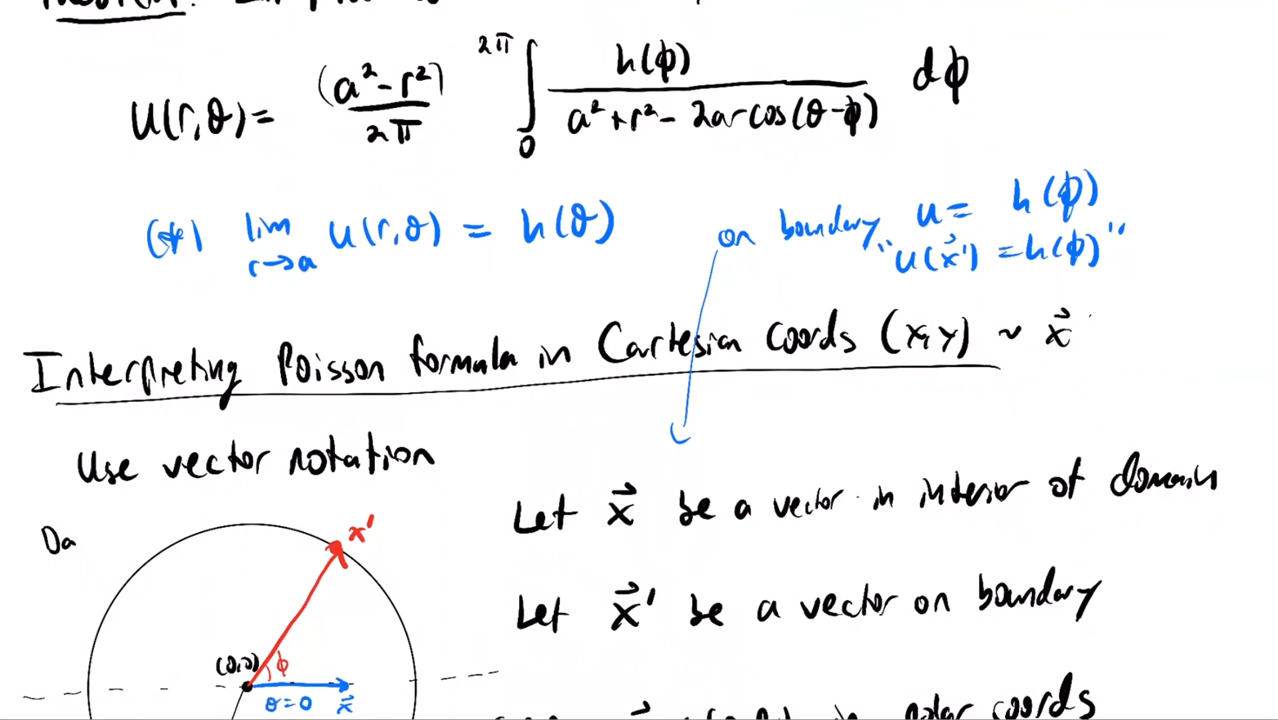 u(r,θ) = (a² - r²) / 2π ∫₀^2π h(φ) / (a² + r² - 2ar cos(θ-φ)) dφ
(*) lim r→a u(r,θ) = h(θ)
on boundary u = h(φ)
"u(x⃗') = h(φ)"
Interpreting Poisson formula in Cartesian coords (x,y) ~ x⃗
Use vector notation
Let x⃗ be a vector in interior of domain
Da
x'
Let x⃗' be a vector on boundary
(0,0)
φ
θ=0 x⃗
in polar coords